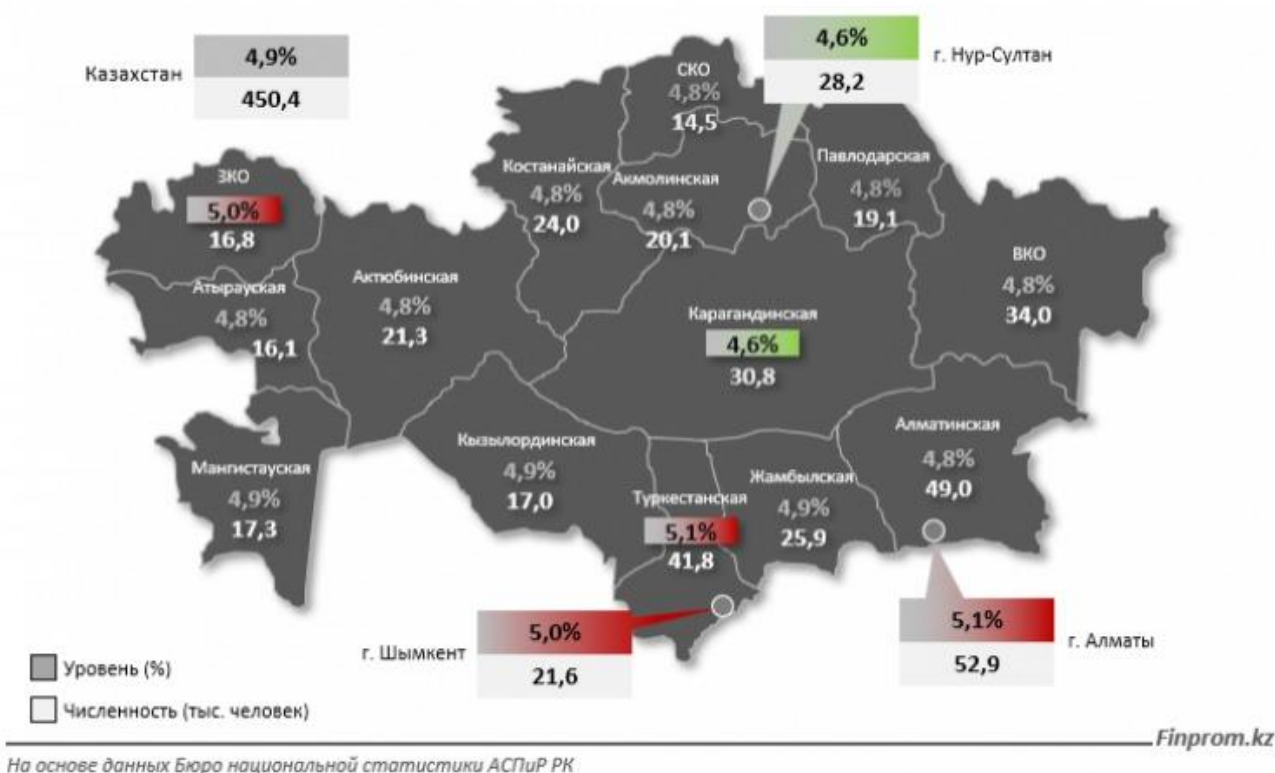 Казахстан
4,9%
450,4
4,6%
28,2
г. Нур-Султан
СКО
4,8%
14,5
Костанайская
4,8%
24,0
Акмолинская
4,8%
20,1
Павлодарская
4,8%
19,1
ЗКО
5,0%
16,8
Атырауская
4,8%
16,1
Актюбинская
4,8%
21,3
Карагандинская
4,6%
30,8
ВКО
4,8%
34,0
Мангистауская
4,9%
17,3
Кызылординская
4,9%
17,0
Туркестанская
5,1%
41,8
Жамбылская
4,9%
25,9
Алматинская
4,8%
49,0
г. Шымкент
5,0%
21,6
5,1%
52,9
г. Алматы
Уровень (%)
Численность (тыс. человек)
Finprom.kz
На основе данных Бюро национальной статистики АСПиР РК